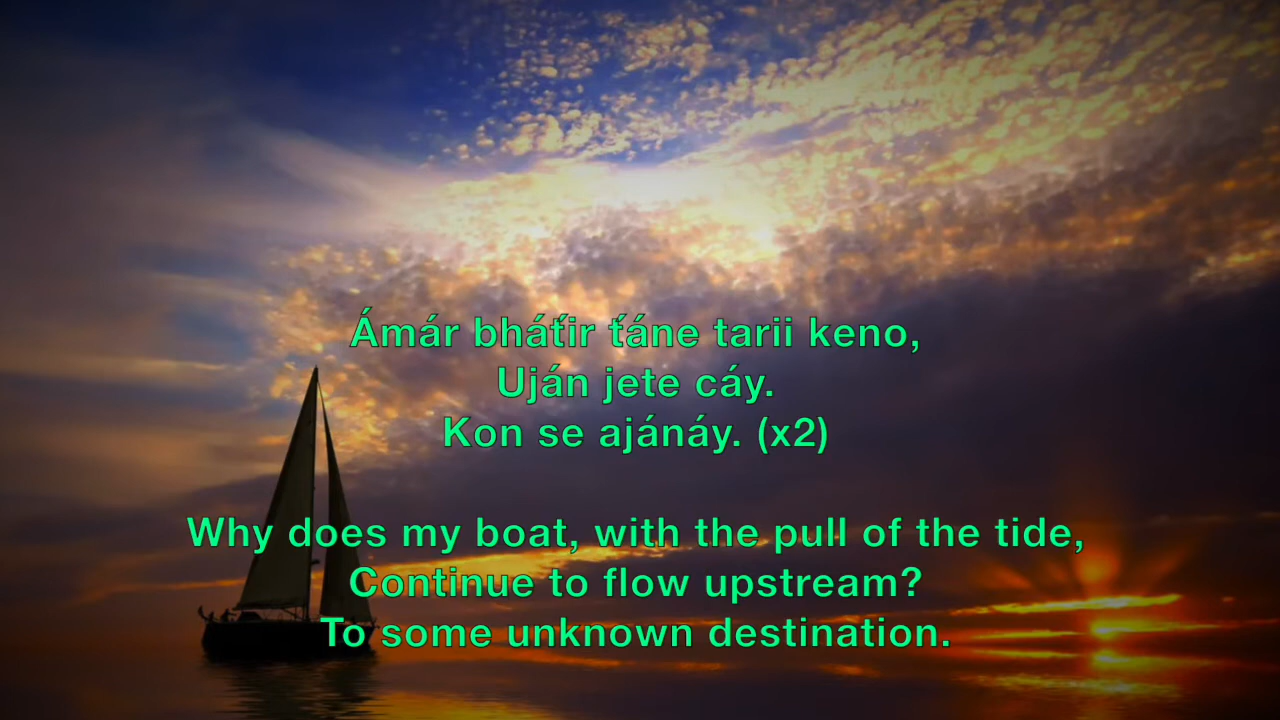 Ámár bháťir ťáne tarii keno,
Uján jete cáy.
Kon se ajánáy. (x2)
Why does my boat, with the pull of the tide,
Continue to flow upstream?
To some unknown destination.